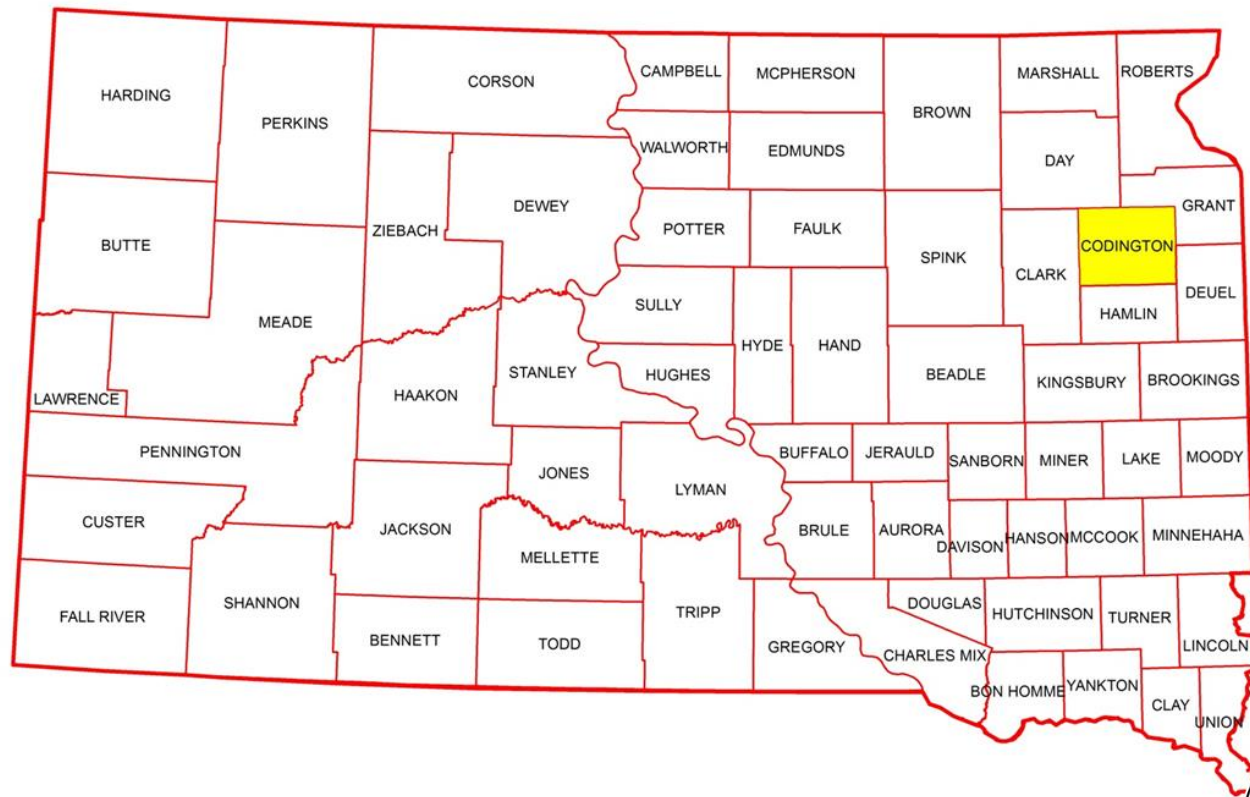 HARDING
PERKINS
CORSON
CAMPBELL
MCPHERSON
BROWN
MARSHALL
ROBERTS
WALWORTH
EDMUNDS
DAY
BUTTE
ZIEBACH
DEWEY
POTTER
FAULK
SPINK
CLARK
CODINGTON
GRANT
MEADE
SULLY
HYDE
HAND
HAMLIN
DEUEL
LAWRENCE
HAAKON
STANLEY
HUGHES
BEADLE
KINGSBURY
BROOKINGS
PENNINGTON
JONES
LYMAN
BUFFALO
JERAULD
SANBORN
MINER
LAKE
MOODY
CUSTER
JACKSON
MELLETTE
BRULE
AURORA
DAVISON
HANSON
MCCOOK
MINNEHAHA
FALL RIVER
SHANNON
BENNETT
TODD
TRIPP
GREGORY
DOUGLAS
CHARLES MIX
HUTCHINSON
TURNER
LINCOLN
BON HOMME
YANKTON
CLAY
UNION